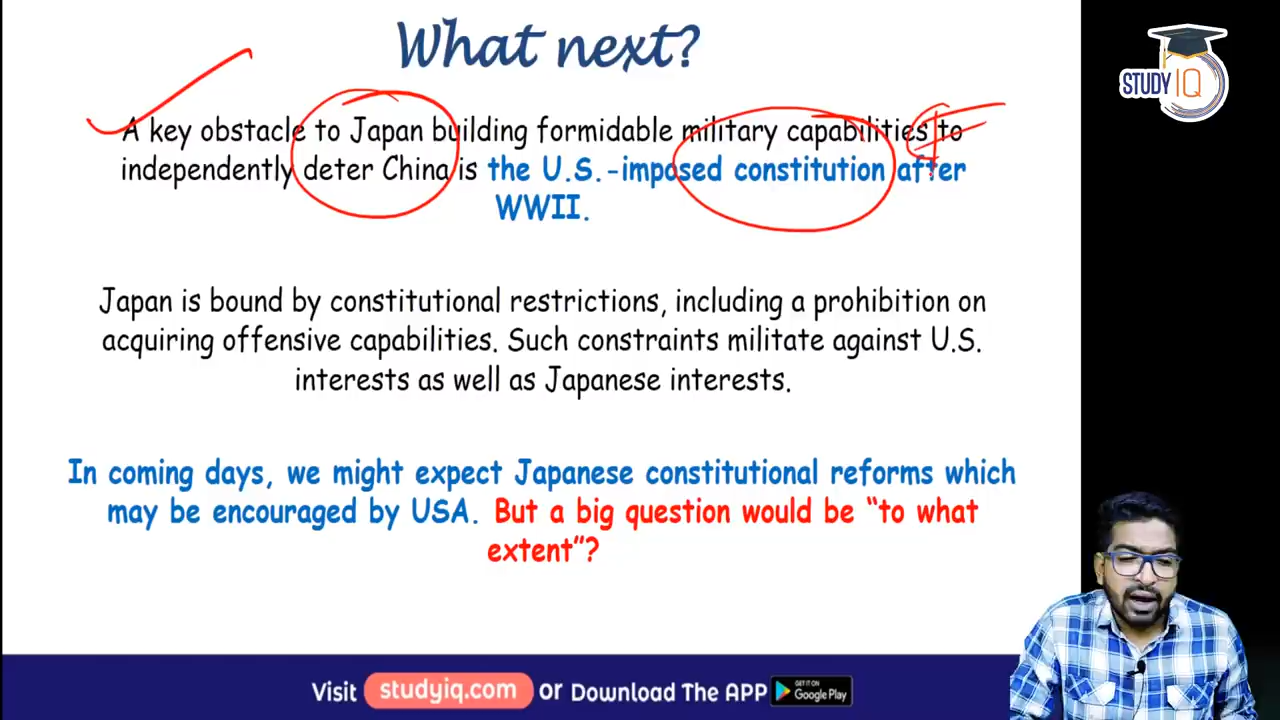 What next?
STUDY IQ
A key obstacle to Japan building formidable military capabilities to
independently deter China is the U.S.-imposed constitution after
WWII.
Japan is bound by constitutional restrictions, including a prohibition on
acquiring offensive capabilities. Such constraints militate against U.S.
interests as well as Japanese interests.
In coming days, we might expect Japanese constitutional reforms which
may be encouraged by USA. But a big question would be “to what
extent”?
Visit studyiq.com or Download The APP GET IT ON Google Play